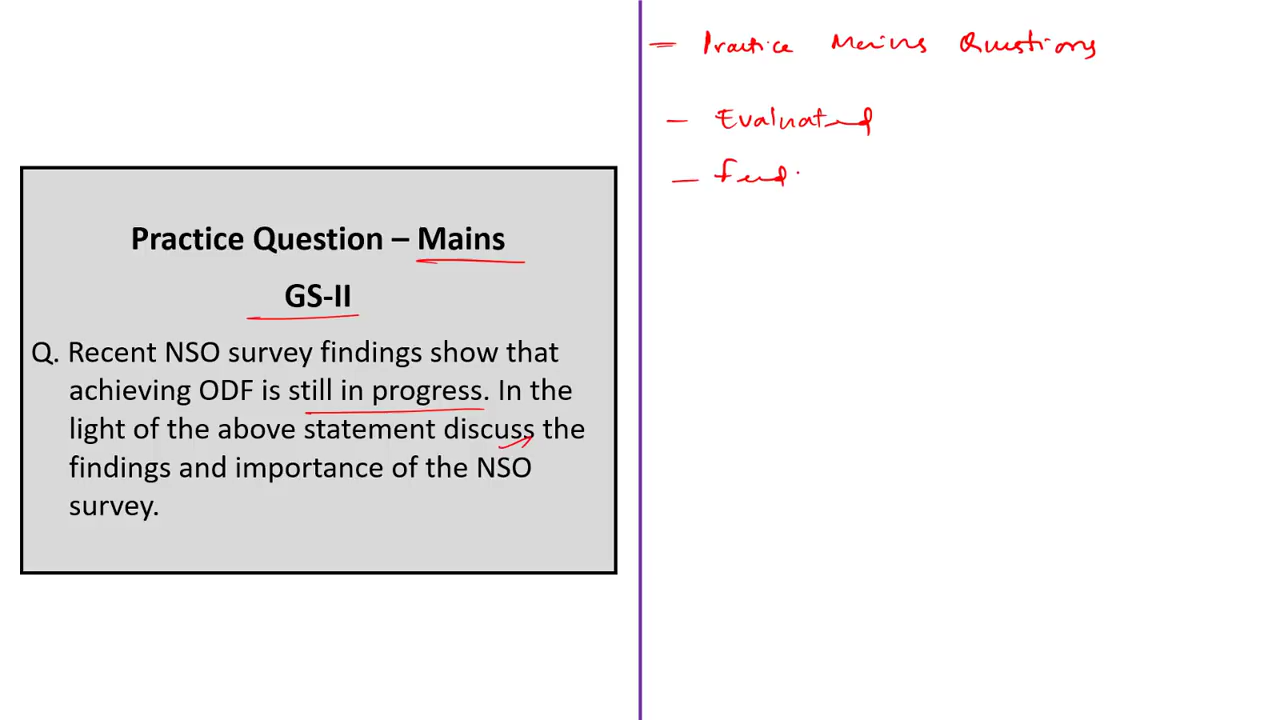 Practice Question – Mains
GS-II
Q. Recent NSO survey findings show that
achieving ODF is still in progress. In the
light of the above statement discuss the
findings and importance of the NSO
survey.
– Practice Mains Questions
– Evaluated
–